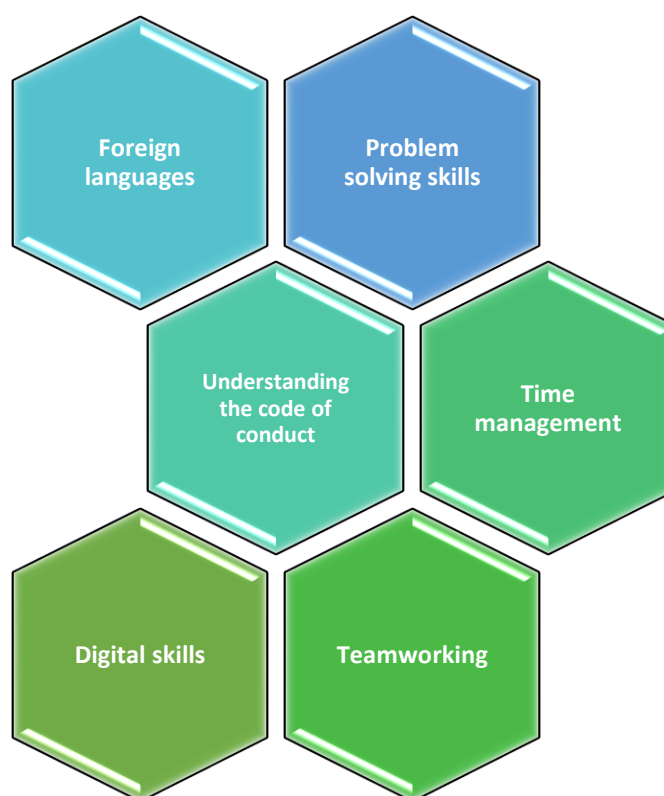 Foreign
languages
Problem
solving skills
Understanding
the code of
conduct
Time
management
Digital skills
Teamworking